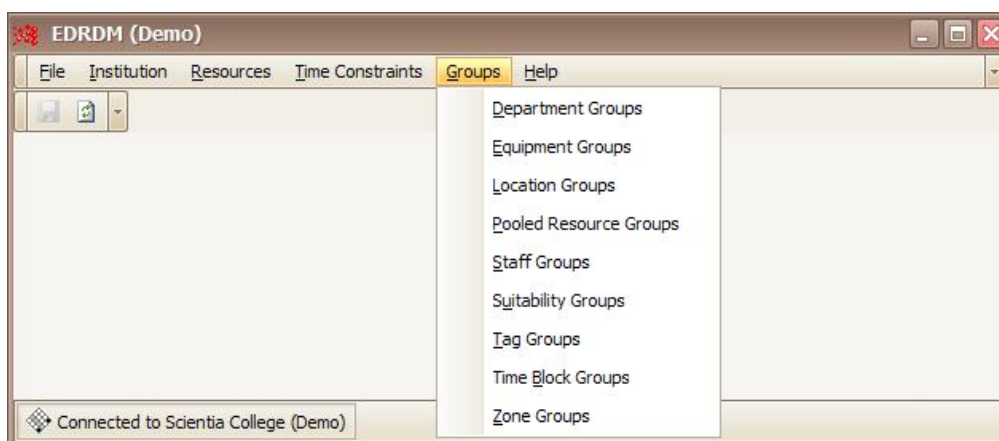 EDRDM (Demo)
File Institution Resources Time Constraints Groups Help
Department Groups
Equipment Groups
Location Groups
Pooled Resource Groups
Staff Groups
Suitability Groups
Tag Groups
Time Block Groups
Zone Groups
Connected to Scientia College (Demo)